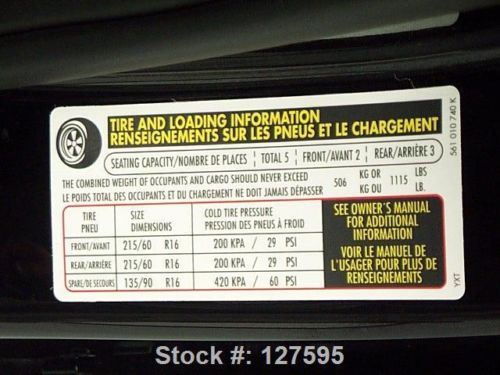 TIRE AND LOADING INFORMATION
RENSEIGNEMENTS SUR LES PNEUS ET LE CHARGEMENT
SEATING CAPACITY/NOMBRE DE PLACES | TOTAL 5 | FRONT/AVANT 2 | REAR/ARRIÈRE 3
THE COMBINED WEIGHT OF OCCUPANTS AND CARGO SHOULD NEVER EXCEED
LE POIDS TOTAL DES OCCUPANTS ET DU CHARGEMENT NE DOIT JAMAIS DÉPASSER
506 KG OR 1115 LBS
KG OU LB.
TIRE SIZE COLD TIRE PRESSURE
PNEU DIMENSIONS PRESSION DES PNEUS À FROID
FRONT/AVANT 215/60 R16 200 KPA / 29 PSI
REAR/ARRIÈRE 215/60 R16 200 KPA / 29 PSI
SPARE/DE SECOURS 135/90 R16 420 KPA / 60 PSI
SEE OWNER'S MANUAL
FOR ADDITIONAL
INFORMATION
VOIR LE MANUEL DE
L'USAGER POUR PLUS DE
RENSEIGNEMENTS
561 010 740 K
YXT
Stock #: 127595